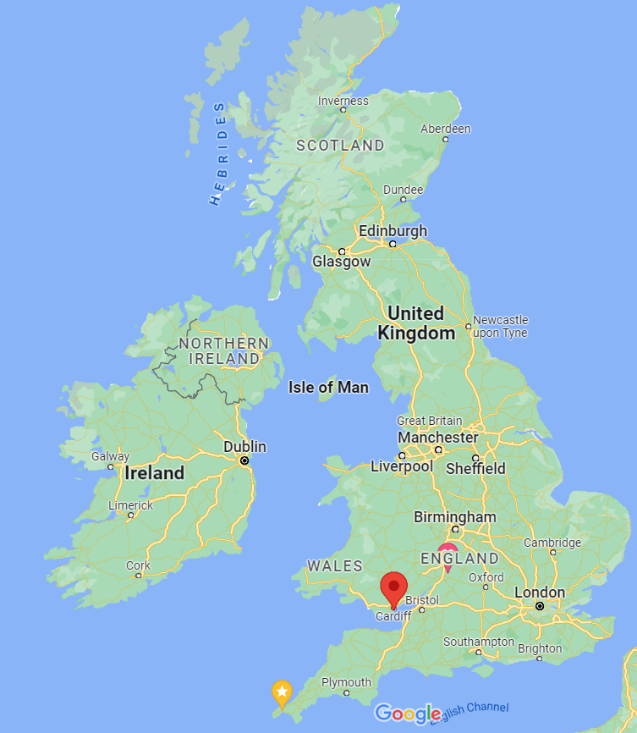 Inverness
Aberdeen
SCOTLAND
HEBRIDES
Dundee
Edinburgh
Glasgow
United
Kingdom
Newcastle
upon Tyne
NORTHERN
IRELAND
Isle of Man
Great Britain
Manchester
Dublin
Galway
Ireland
Liverpool
Sheffield
Limerick
Birmingham
Cambridge
ENGLAND
WALES
Cork
Oxford
London
Bristol
Cardiff
Southampton
Brighton
Plymouth
Google
English Channel